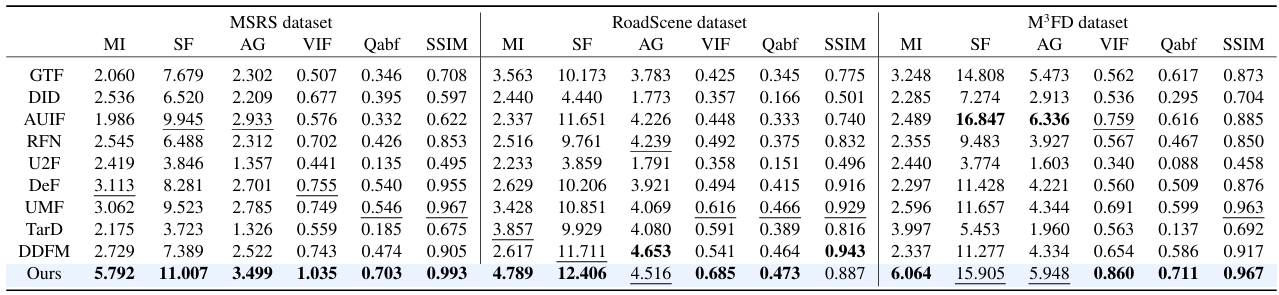 MSRS dataset RoadScene dataset M³FD dataset
MI SF AG VIF Qabf SSIM MI SF AG VIF Qabf SSIM MI SF AG VIF Qabf SSIM
GTF 2.060 7.679 2.302 0.507 0.346 0.708 3.563 10.173 3.783 0.425 0.345 0.775 3.248 14.808 5.473 0.562 0.617 0.873
DID 2.536 6.520 2.209 0.677 0.395 0.597 2.440 4.440 1.773 0.357 0.166 0.501 2.285 7.274 2.913 0.536 0.295 0.704
AUIF 1.986 9.945 2.933 0.576 0.332 0.622 2.337 11.651 4.226 0.448 0.333 0.740 2.489 16.847 6.336 0.759 0.616 0.885
RFN 2.545 6.488 2.312 0.702 0.426 0.853 2.516 9.761 4.239 0.492 0.375 0.832 2.355 9.483 3.927 0.567 0.467 0.850
U2F 2.419 3.846 1.357 0.441 0.135 0.495 2.233 3.859 1.791 0.358 0.151 0.496 2.440 3.774 1.603 0.340 0.088 0.458
DeF 3.113 8.281 2.701 0.755 0.540 0.955 2.629 10.206 3.921 0.494 0.415 0.916 2.297 11.428 4.221 0.560 0.509 0.876
UMF 3.062 9.523 2.785 0.749 0.546 0.967 3.428 10.851 4.069 0.616 0.466 0.929 2.596 11.657 4.344 0.691 0.599 0.963
TarD 2.175 3.723 1.326 0.559 0.185 0.675 3.857 9.929 4.080 0.591 0.389 0.816 3.997 5.453 1.960 0.563 0.137 0.692
DDFM 2.729 7.389 2.522 0.743 0.474 0.905 2.617 11.711 4.653 0.541 0.464 0.943 2.337 11.277 4.334 0.654 0.586 0.917
Ours 5.792 11.007 3.499 1.035 0.703 0.993 4.789 12.406 4.516 0.685 0.473 0.887 6.064 15.905 5.948 0.860 0.711 0.967